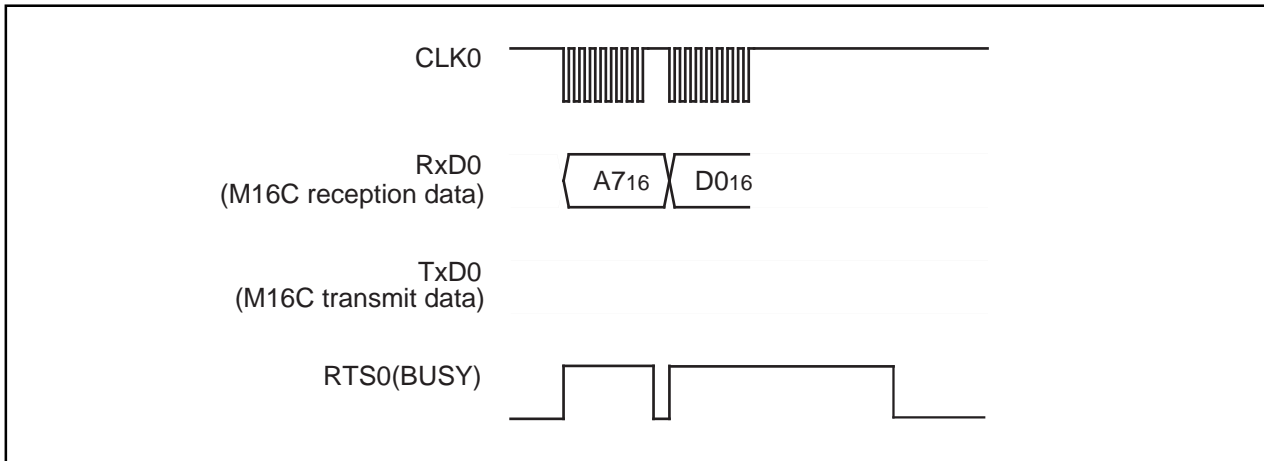 CLK0
RxD0
(M16C reception data)
A716
D016
TxD0
(M16C transmit data)
RTS0(BUSY)